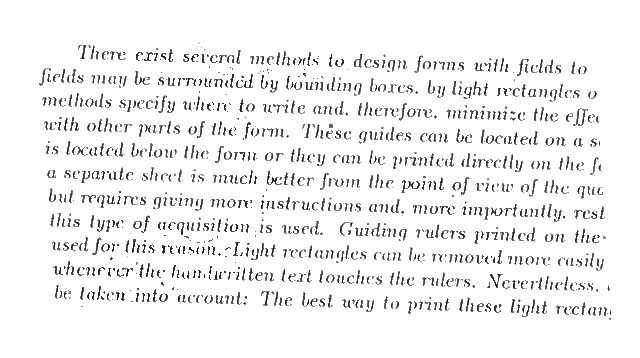 There exist several methods to design forms with fields to
fields may be surrounded by bounding boxes, by light rectangles o
methods specify where to write and, therefore, minimize the effec
with other parts of the form. These guides can be located on a s
is located below the form or they can be printed directly on the fo
a separate sheet is much better from the point of view of the qua
but requires giving more instructions and, more importantly, rest
this type of acquisition is used. Guiding rulers printed on the
used for this reason. Light rectangles can be removed more easily
whenever the handwritten text touches the rulers. Nevertheless,
be taken into account: The best way to print these light rectan